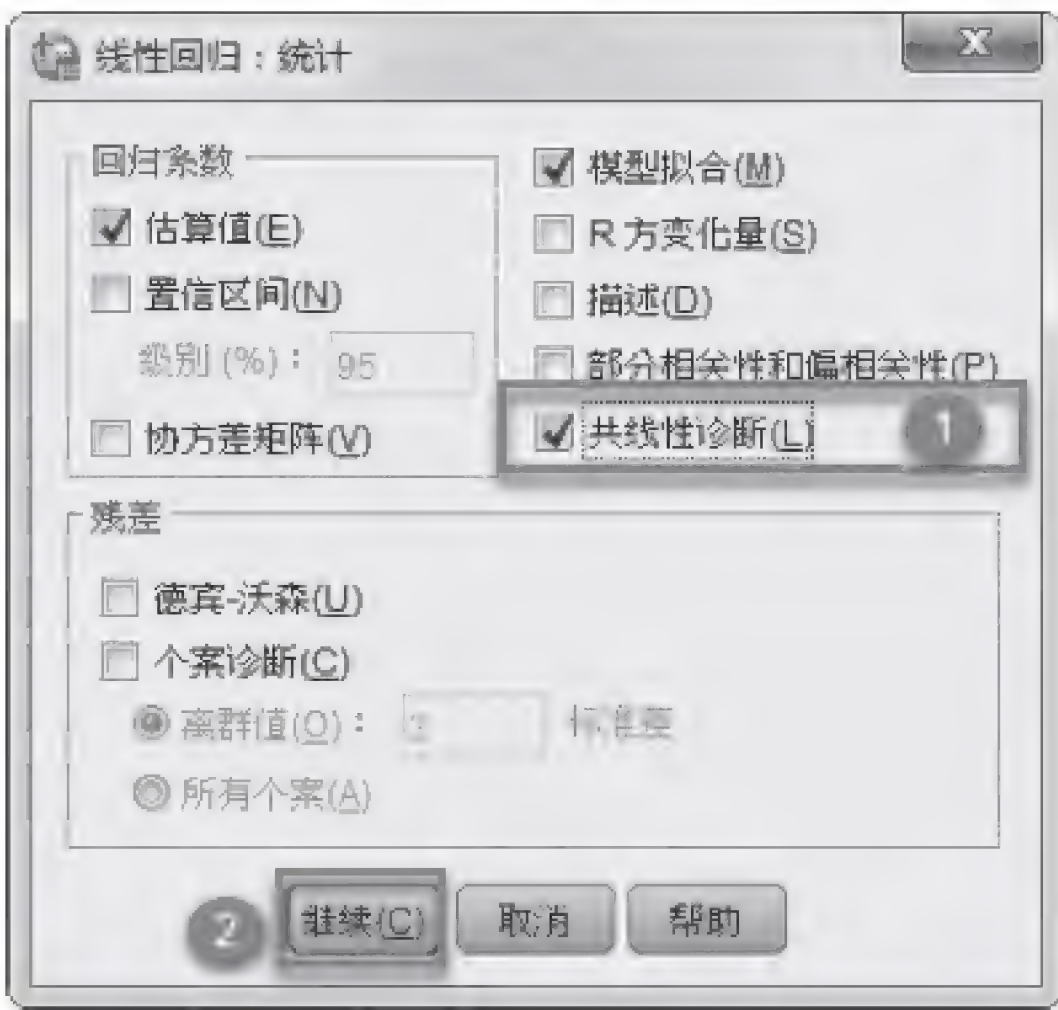 线性回归：统计
X
回归系数
估算值(E)
置信区间(N)
级别 (%)： 95
协方差矩阵(V)
模型拟合(M)
R 方变化量(S)
描述(D)
部分相关性和偏相关性(P)
共线性诊断(L)
1
残差
德宾-沃森(U)
个案诊断(C)
离群值(O)： 3 标准差
所有个案(A)
2
继续(C)
取消
帮助